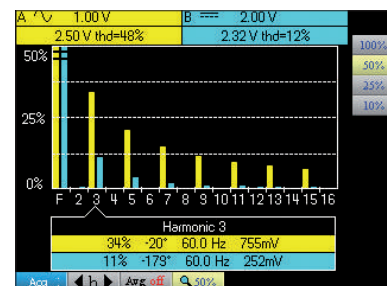 A 1.00 V B 2.00 V
2.50 V thd=48% 2.32 V thd=12%
100%
50%
50%
25%
25%
10%
0%
F 2 3 4 5 6 7 8 9 10 11 12 13 14 15 16
Harmonic 3
34% -20° 60.0 Hz 755mV
11% -179° 60.0 Hz 252mV
Acq h Avg off 50%